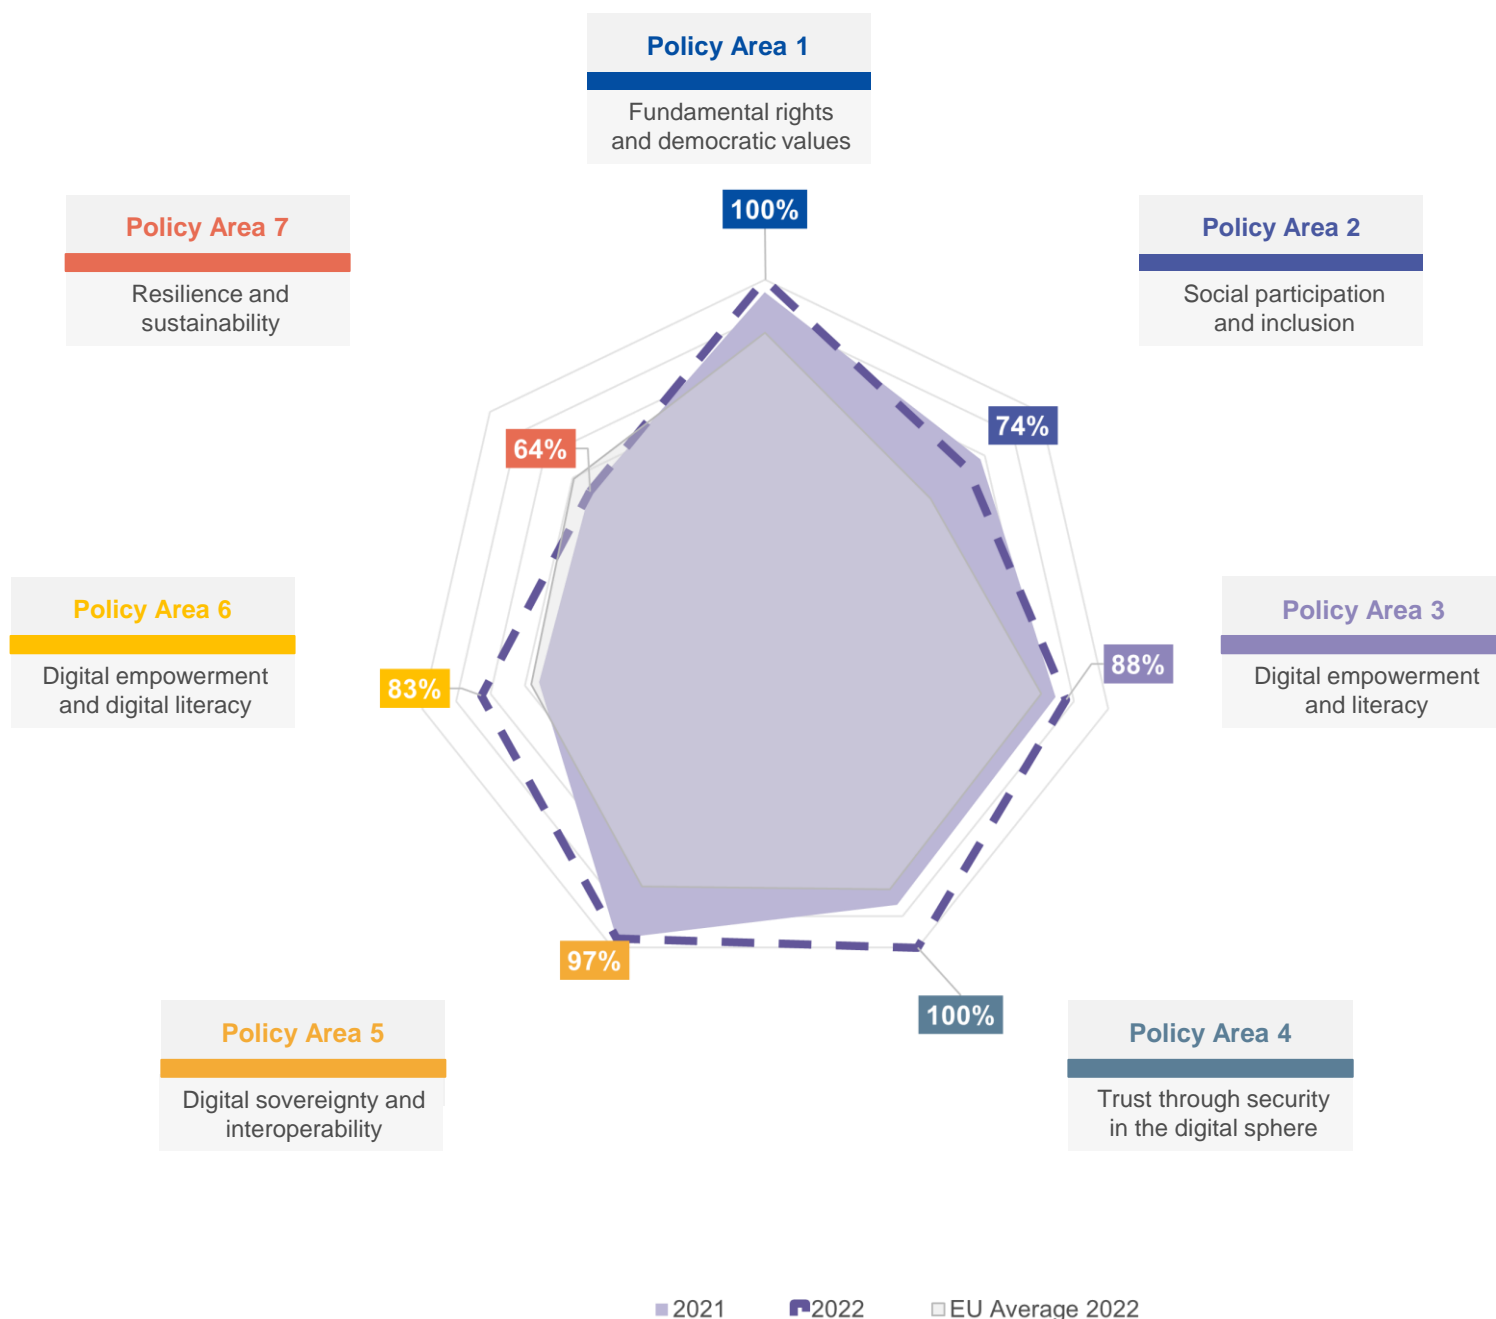 Policy Area 1
Fundamental rights
and democratic values
100%
Policy Area 7
Resilience and
sustainability
Policy Area 2
Social participation
and inclusion
64%
74%
Policy Area 6
Digital empowerment
and digital literacy
83%
88%
Policy Area 3
Digital empowerment
and literacy
97%
100%
Policy Area 5
Digital sovereignty and
interoperability
Policy Area 4
Trust through security
in the digital sphere
2021 2022 EU Average 2022